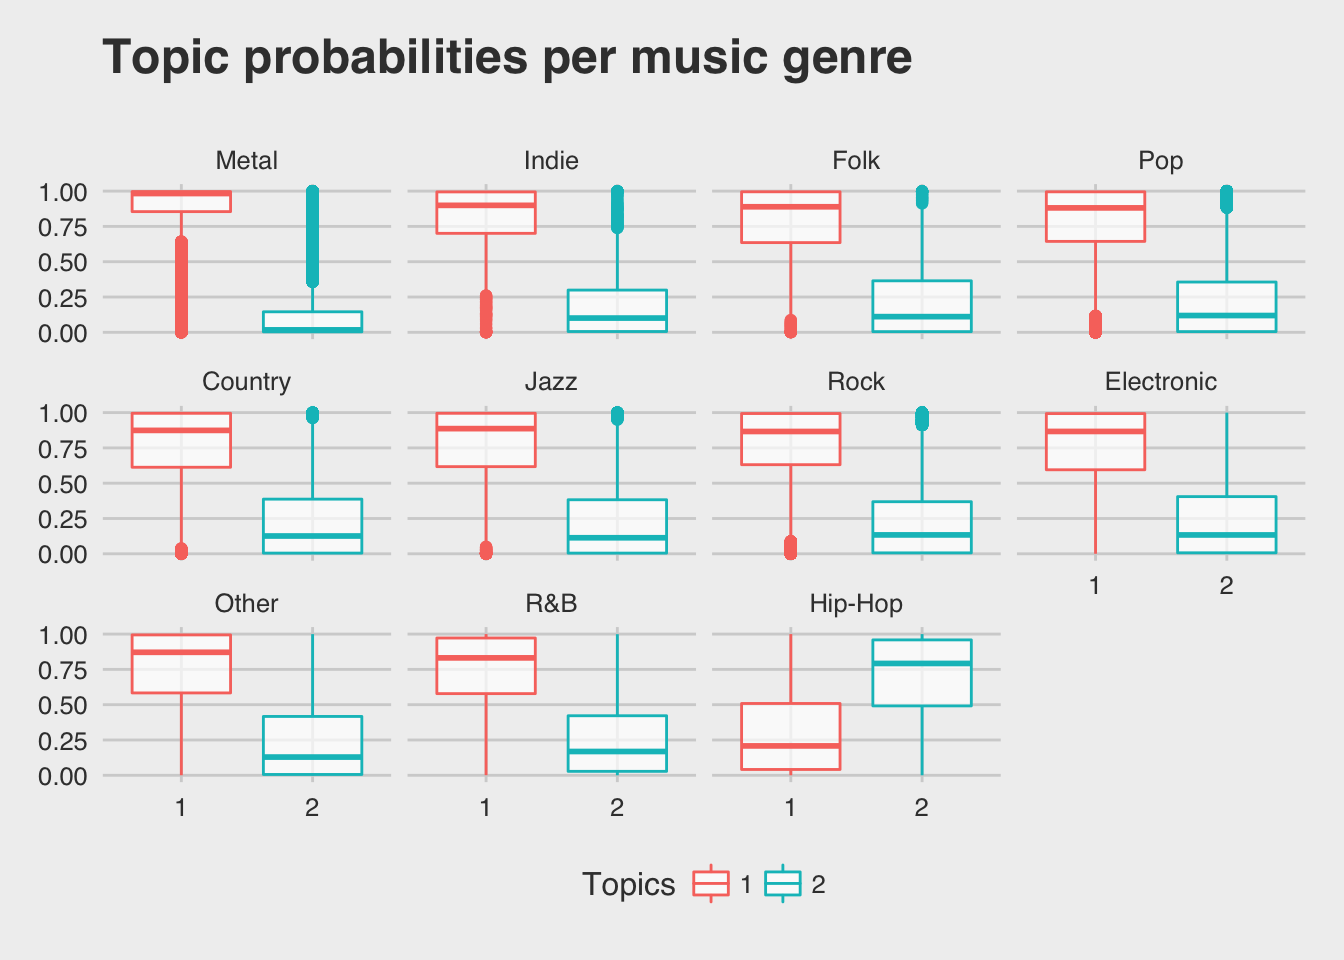 Topic probabilities per music genre
Metal Indie Folk Pop
1.00
0.75
0.50
0.25
0.00
Country Jazz Rock Electronic
1.00
0.75
0.50
0.25
0.00
1 2
Other R&B Hip-Hop
1.00
0.75
0.50
0.25
0.00
1 2 1 2 1 2
Topics 1 2